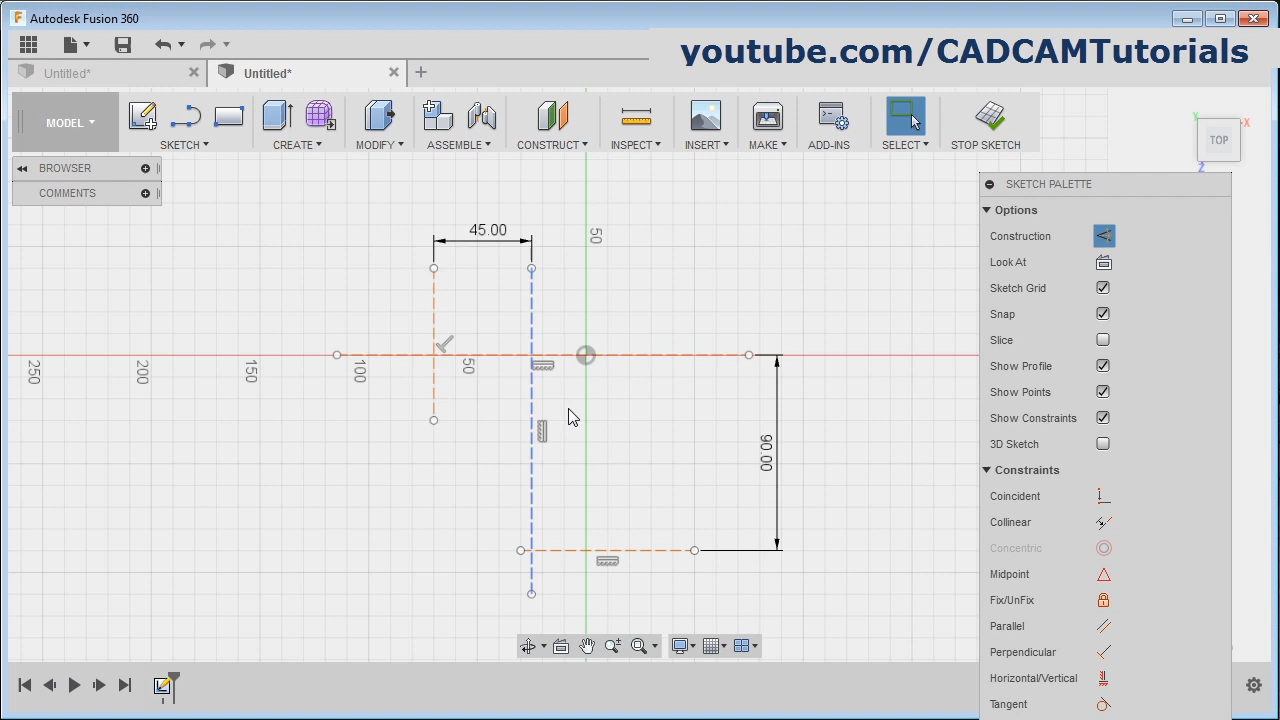 Autodesk Fusion 360
youtube.com/CADCAMTutorials
Untitled*
Untitled*
MODEL
SKETCH
CREATE
MODIFY
ASSEMBLE
CONSTRUCT
INSPECT
INSERT
MAKE
ADD-INS
SELECT
STOP SKETCH
Y
X
TOP
Z
BROWSER
COMMENTS
45.00
50
250
200
150
100
50
90.00
SKETCH PALETTE
Options
Construction
Look At
Sketch Grid
Snap
Slice
Show Profile
Show Points
Show Constraints
3D Sketch
Constraints
Coincident
Collinear
Concentric
Midpoint
Fix/UnFix
Parallel
Perpendicular
Horizontal/Vertical
Tangent